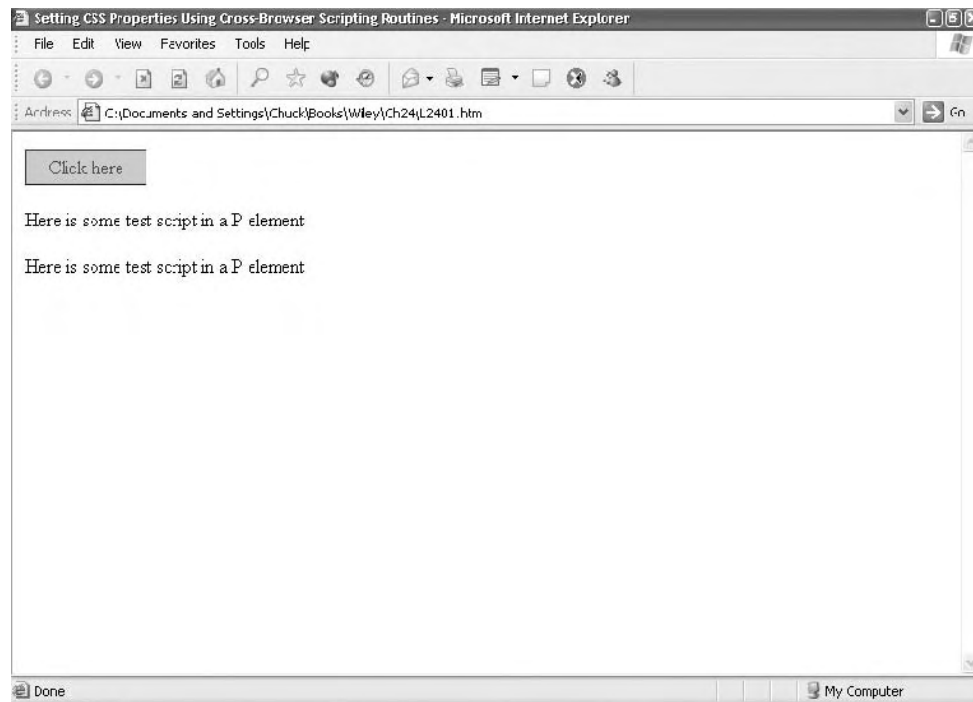 Setting CSS Properties Using Cross-Browser Scripting Routines - Microsoft Internet Explorer
File Edit View Favorites Tools Help
Address C:\Documents and Settings\Chuck\Books\Wiley\Ch24\L2401.htm Go
Click here
Here is some test script in a P element
Here is some test script in a P element
Done My Computer